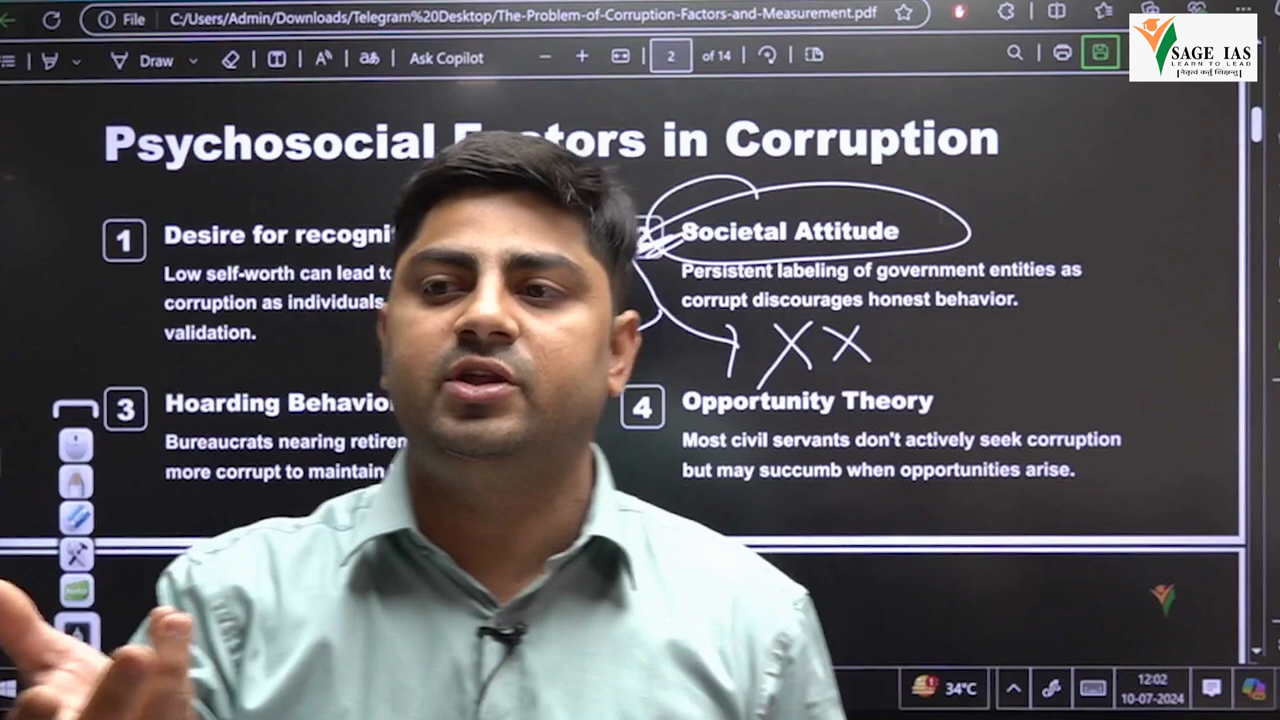 File C:/Users/Admin/Downloads/Telegram%20Desktop/The-Problem-of-Corruption-Factors-and-Measurement.pdf
Draw
Ask Copilot
2 of 14
SAGE IAS
LEARN TO LEAD
Psychosocial in Corruption
1 Desire for
Low self-worth can lead
corruption as individuals
validation.
Societal Attitude
Persistent labeling of government entities as
corrupt discourages honest behavior.
X X
3 Hoarding
Bureaucrats nearing
more corrupt to maintain
4 Opportunity Theory
Most civil servants don't actively seek corruption
but may succumb when opportunities arise.
34°C
12:02
10-07-2024